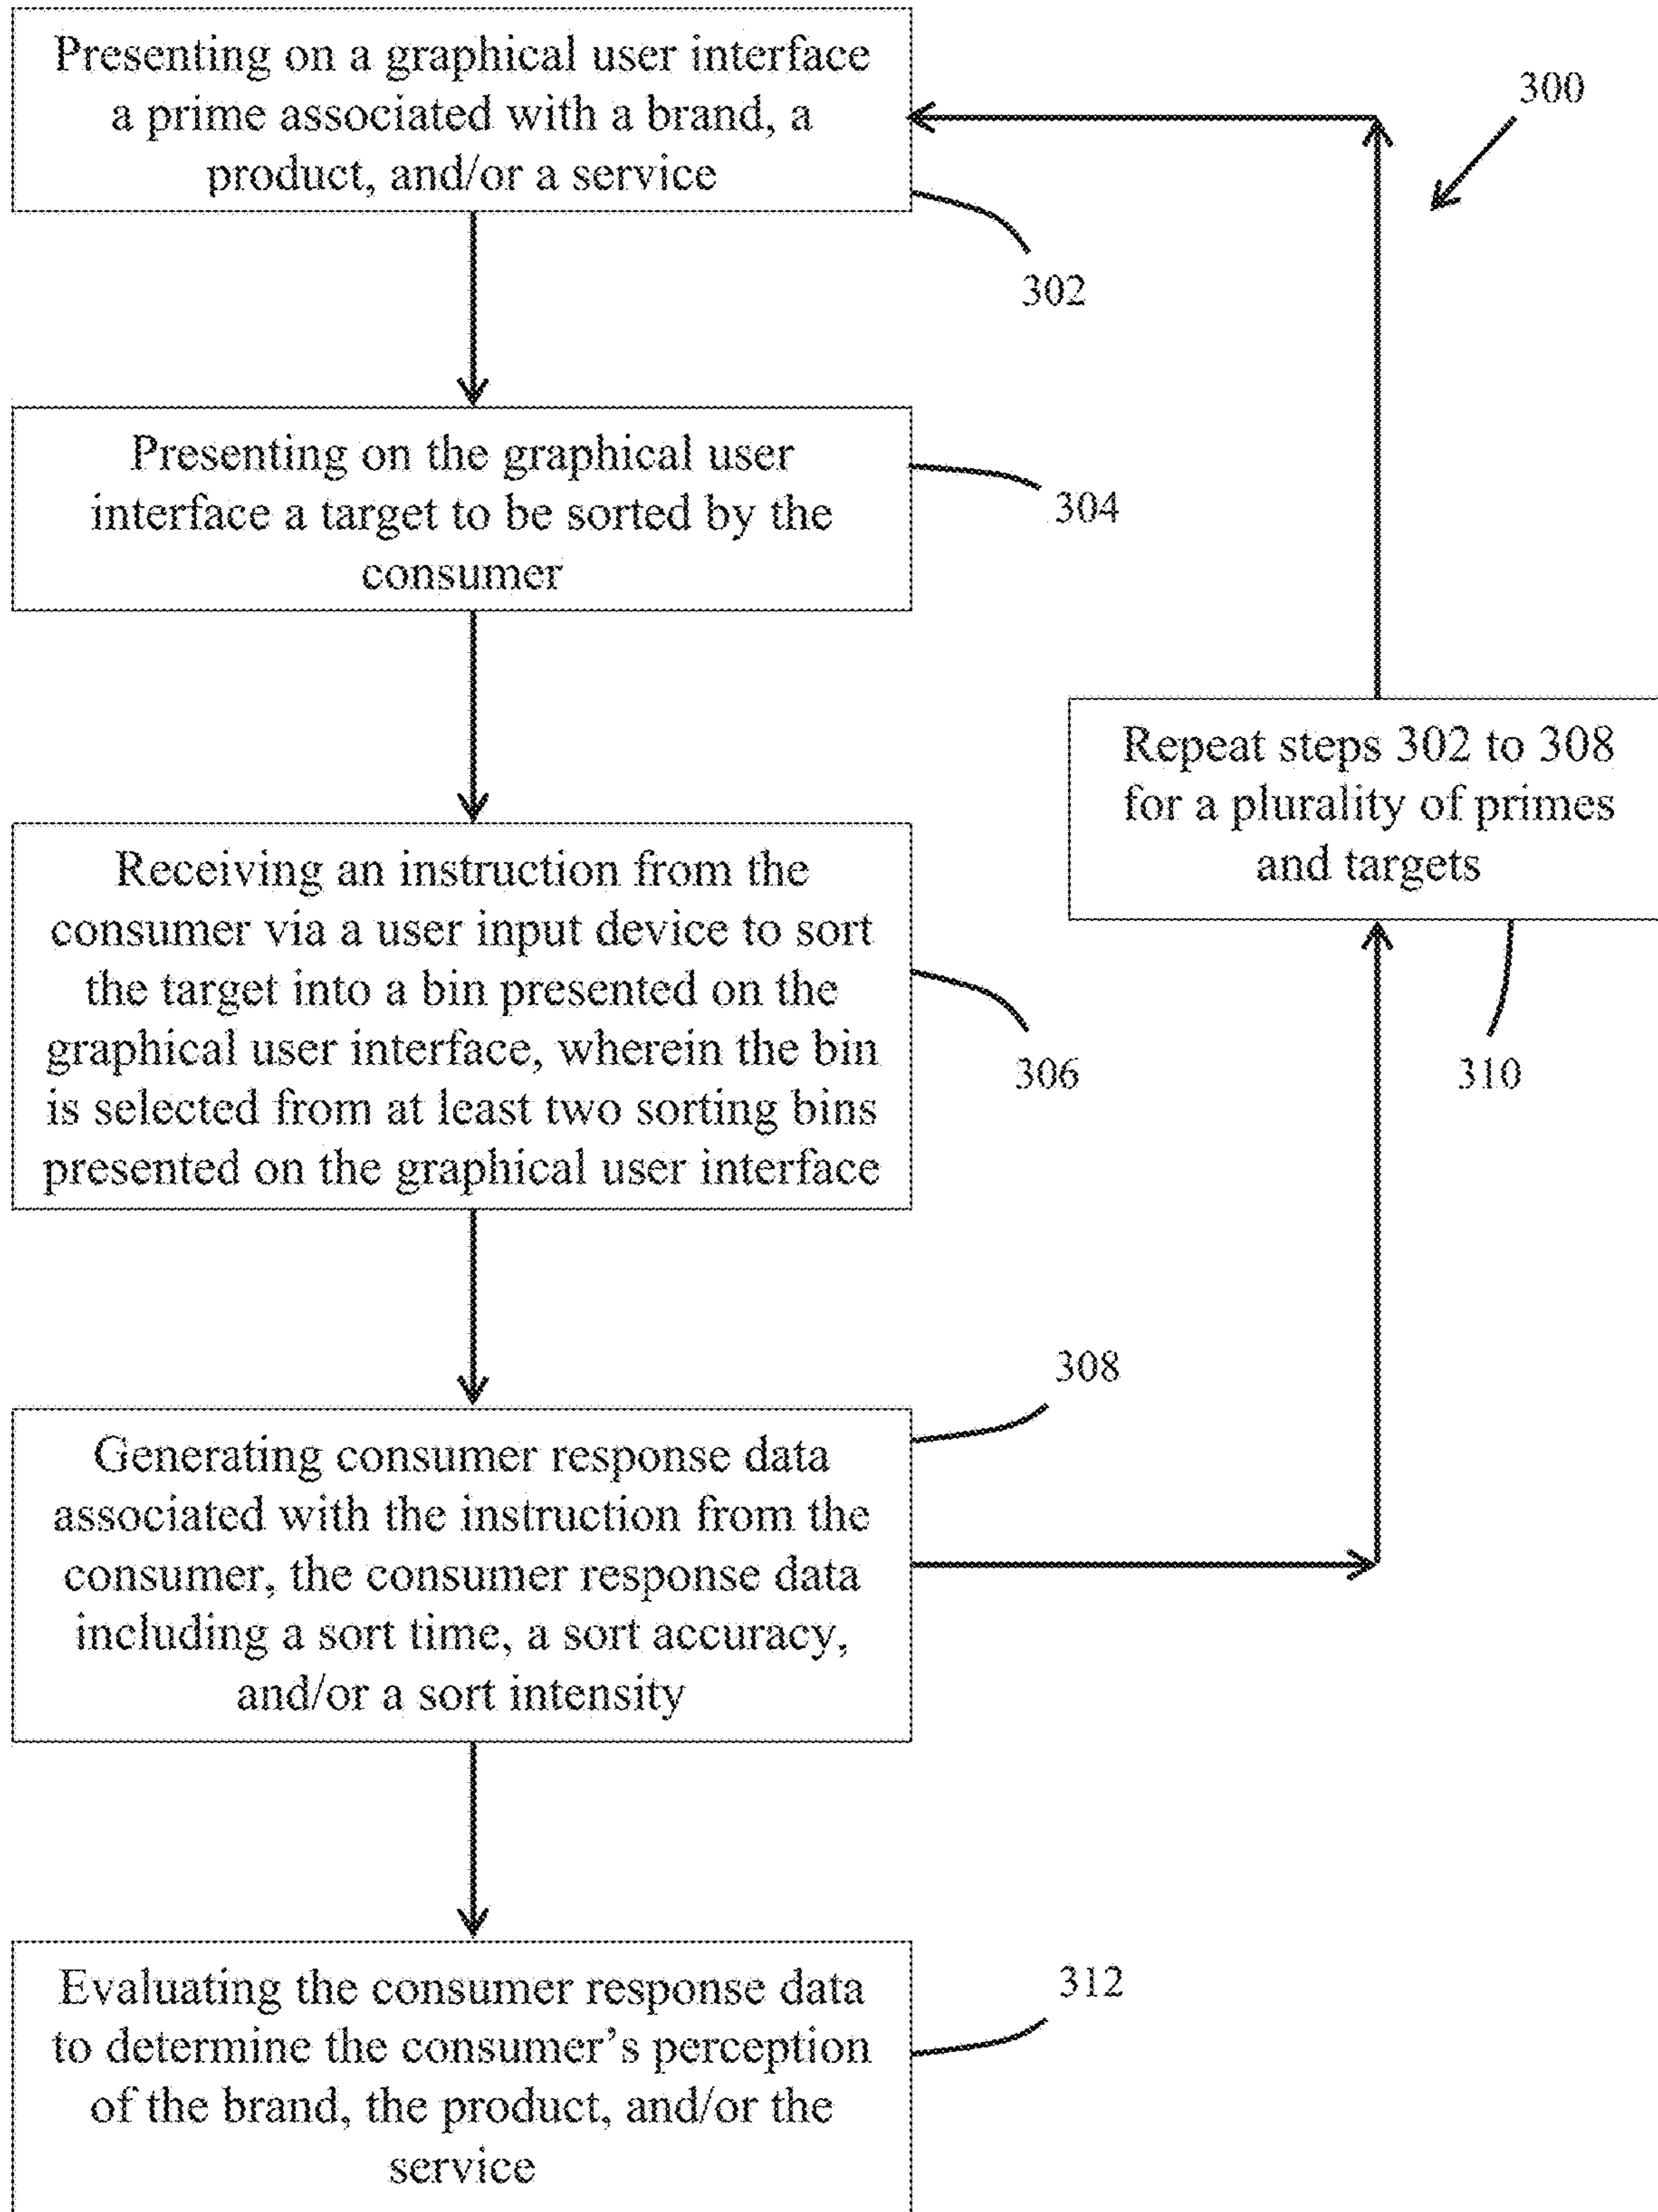 Presenting on a graphical user interface
a prime associated with a brand, a
product, and/or a service
300
302
Presenting on the graphical user
interface a target to be sorted by the
consumer
304
Repeat steps 302 to 308
for a plurality of primes
and targets
310
Receiving an instruction from the
consumer via a user input device to sort
the target into a bin presented on the
graphical user interface, wherein the bin
is selected from at least two sorting bins
presented on the graphical user interface
306
308
Generating consumer response data
associated with the instruction from the
consumer, the consumer response data
including a sort time, a sort accuracy,
and/or a sort intensity
312
Evaluating the consumer response data
to determine the consumer’s perception
of the brand, the product, and/or the
service